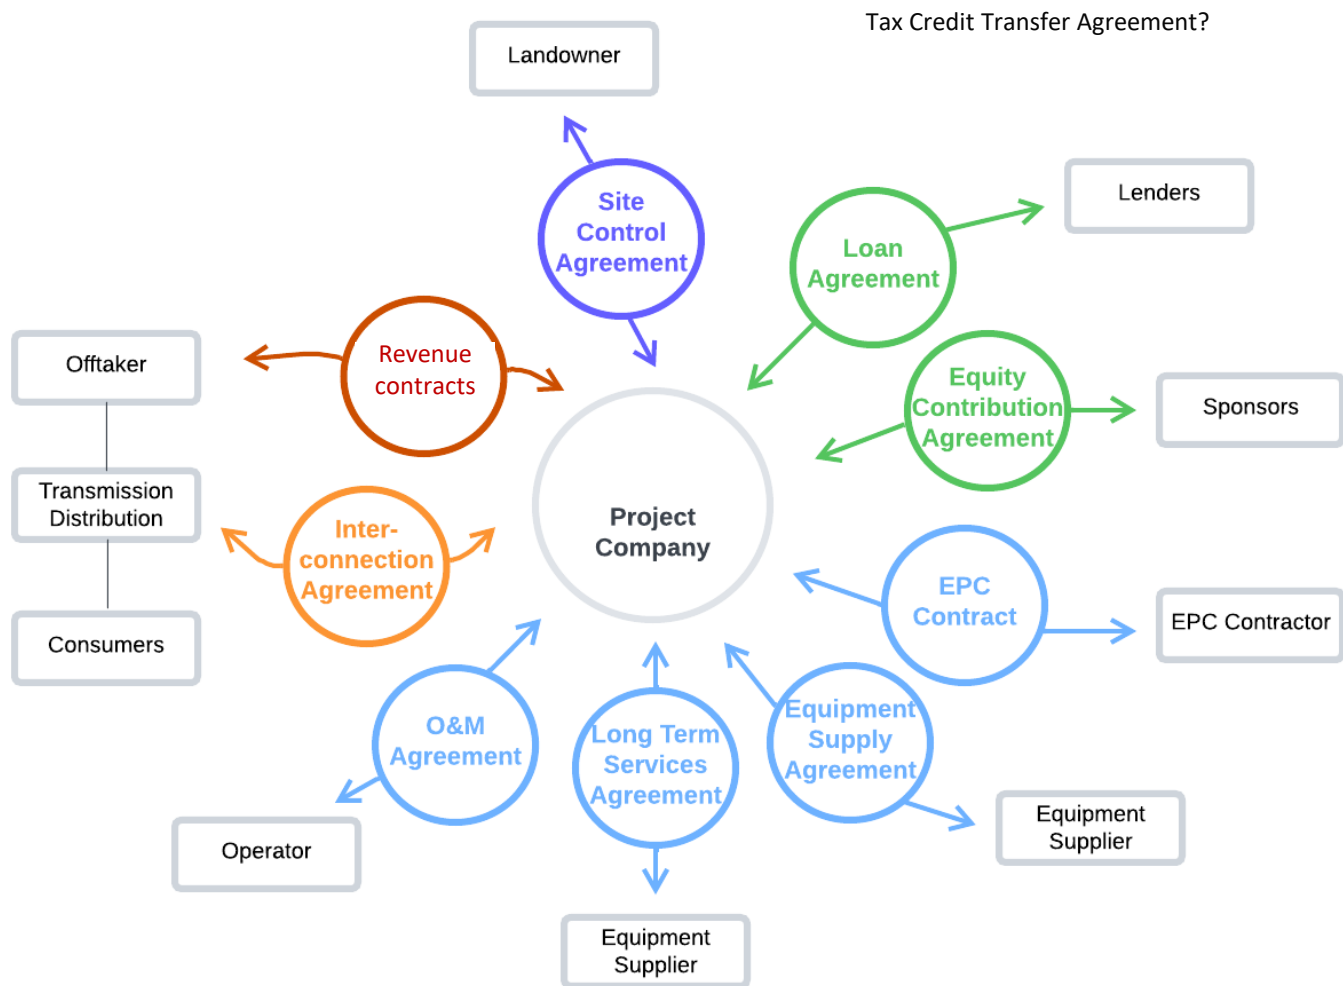 Tax Credit Transfer Agreement?
Landowner
Site
Control
Agreement
Lenders
Loan
Agreement
Revenue
contracts
Offtaker
Equity
Contribution
Agreement
Sponsors
Transmission
Distribution
Inter-
connection
Agreement
Project
Company
EPC
Contract
EPC Contractor
Consumers
O&M
Agreement
Long Term
Services
Agreement
Equipment
Supply
Agreement
Operator
Equipment
Supplier
Equipment
Supplier